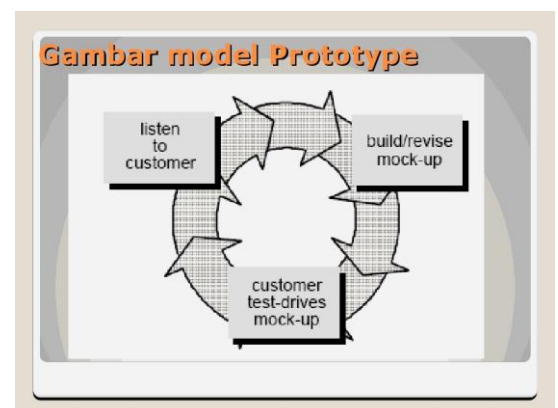 Gambar model Prototype
listen
to
customer
build/revise
mock-up
customer
test-drives
mock-up